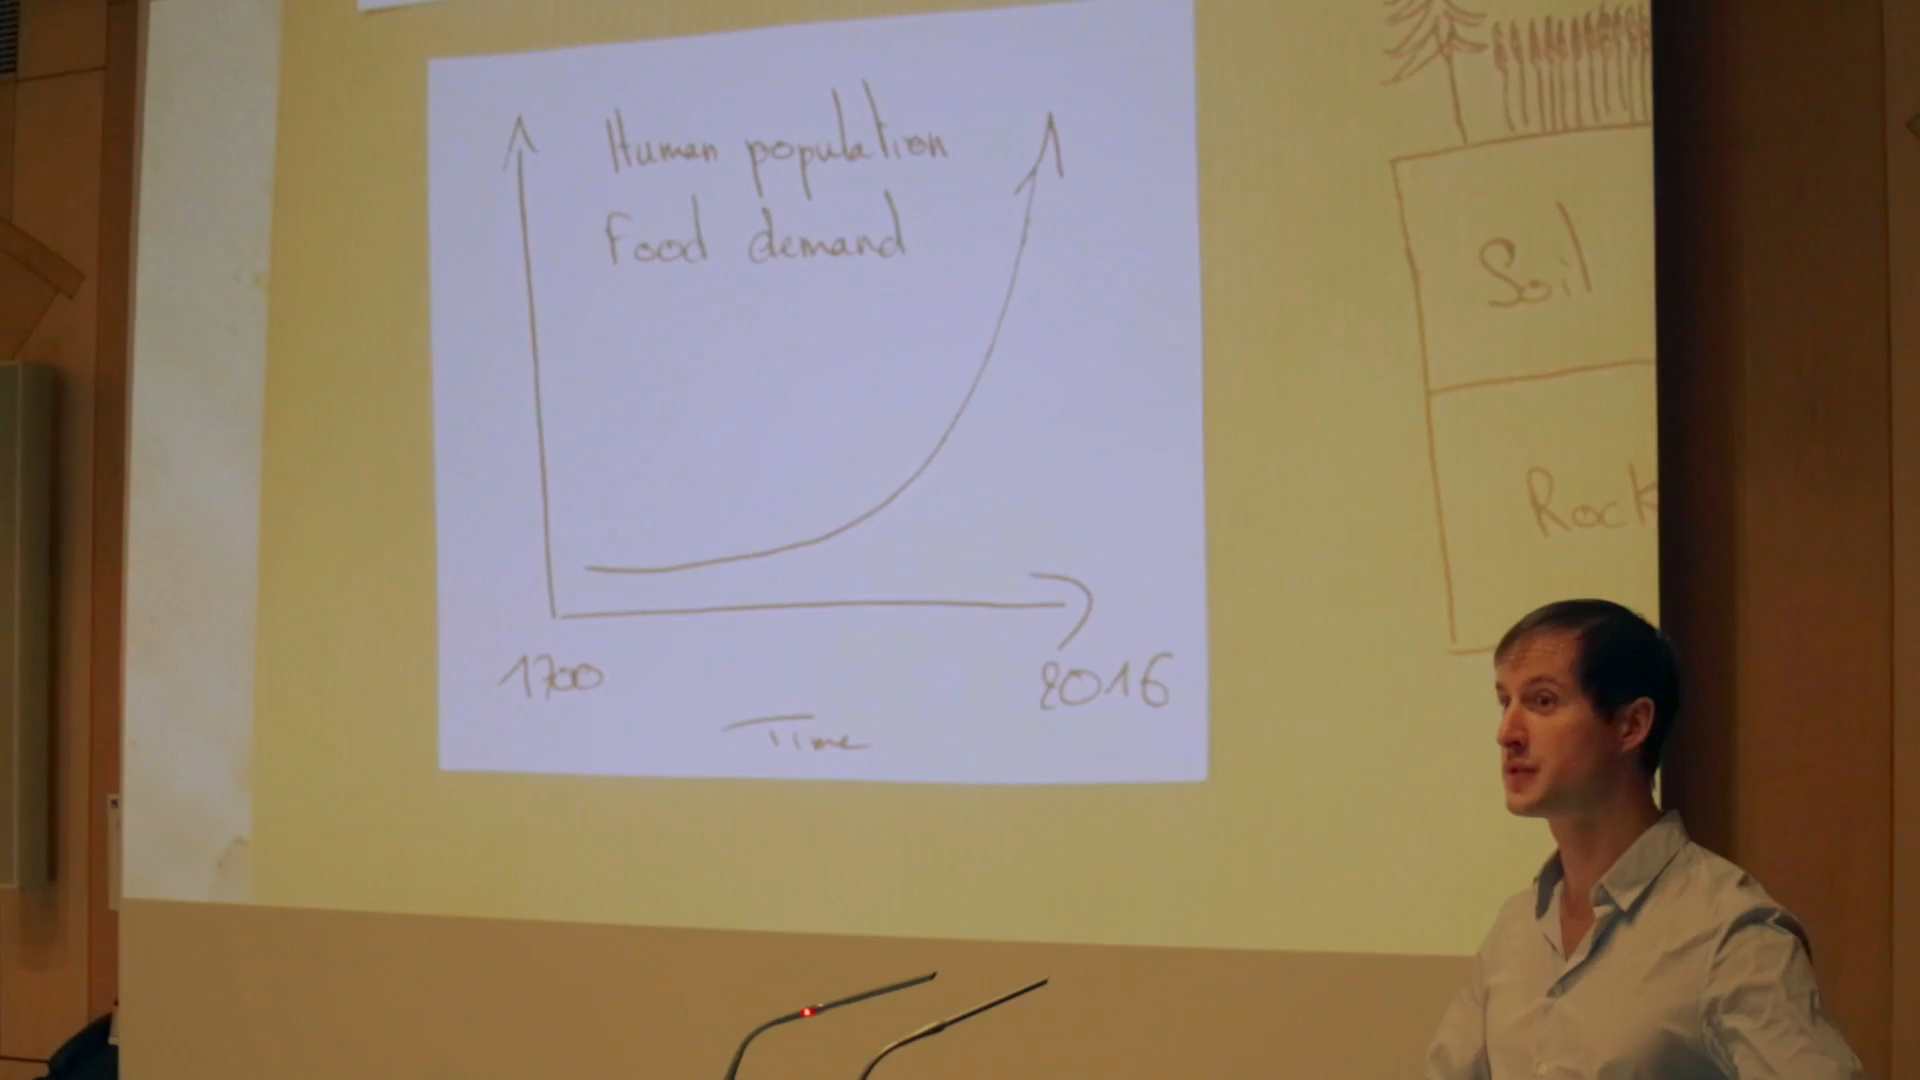 Human population
Food demand
1700
2016
Time
Soil
Rock